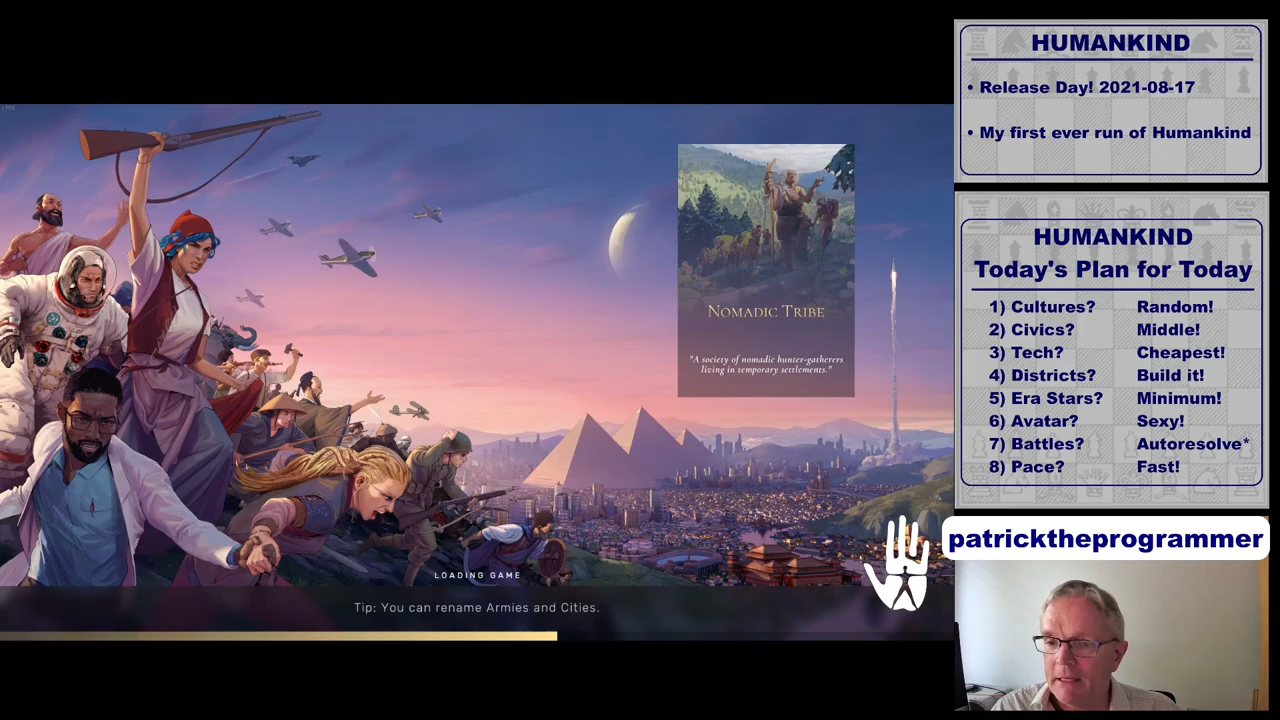 HUMANKIND
• Release Day! 2021-08-17
• My first ever run of Humankind
HUMANKIND
Today's Plan for Today
1) Cultures? Random!
2) Civics? Middle!
3) Tech? Cheapest!
4) Districts? Build it!
5) Era Stars? Minimum!
6) Avatar? Sexy!
7) Battles? Autoresolve*
8) Pace? Fast!
patricktheprogrammer
NOMADIC TRIBE
"A society of nomadic hunter-gatherers
living in temporary settlements."
LOADING GAME
Tip: You can rename Armies and Cities.